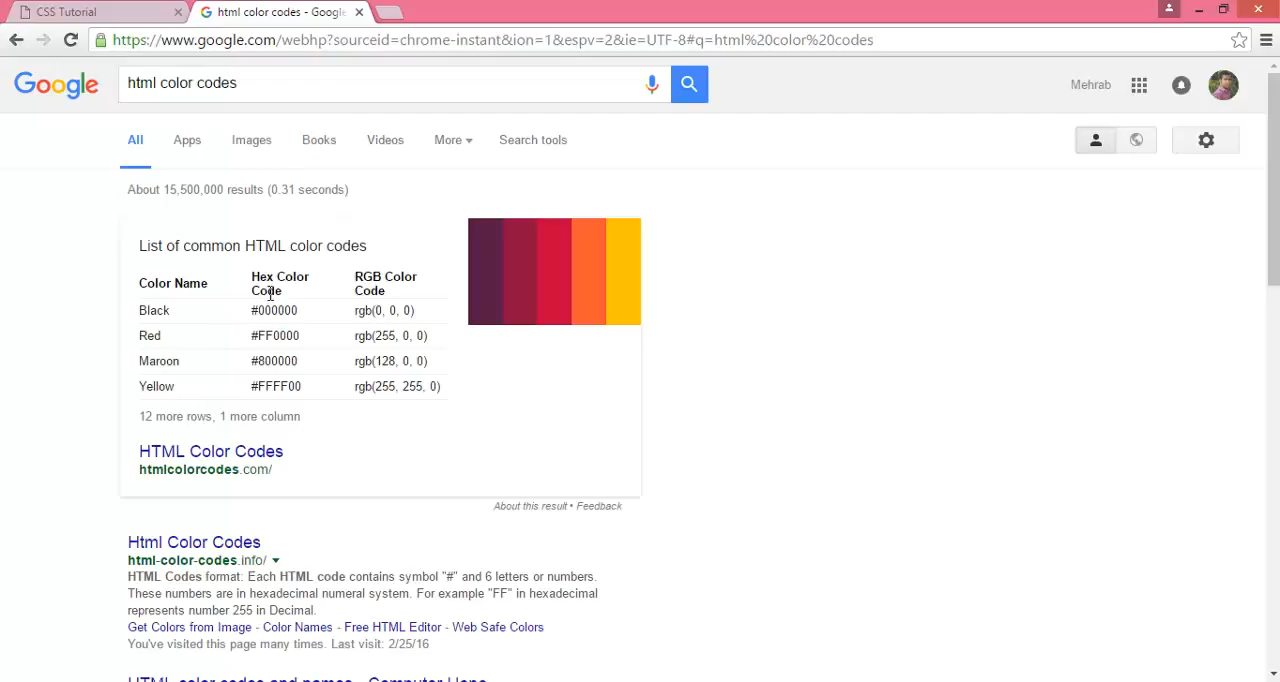 CSS Tutorial
html color codes - Google
https://www.google.com/webhp?sourceid=chrome-instant&ion=1&espv=2&ie=UTF-8#q=html%20color%20codes
Google
html color codes
Mehrab
All Apps Images Books Videos More Search tools
About 15,500,000 results (0.31 seconds)
List of common HTML color codes
Color Name Hex Color Code RGB Color Code
Black #000000 rgb(0, 0, 0)
Red #FF0000 rgb(255, 0, 0)
Maroon #800000 rgb(128, 0, 0)
Yellow #FFFF00 rgb(255, 255, 0)
12 more rows, 1 more column
HTML Color Codes
htmlcolorcodes.com/
About this result • Feedback
Html Color Codes
html-color-codes.info/
HTML Codes format: Each HTML code contains symbol "#" and 6 letters or numbers.
These numbers are in hexadecimal numeral system. For example "FF" in hexadecimal
represents number 255 in Decimal.
Get Colors from Image - Color Names - Free HTML Editor - Web Safe Colors
You've visited this page many times. Last visit: 2/25/16
HTML color codes and names - Computer Hope